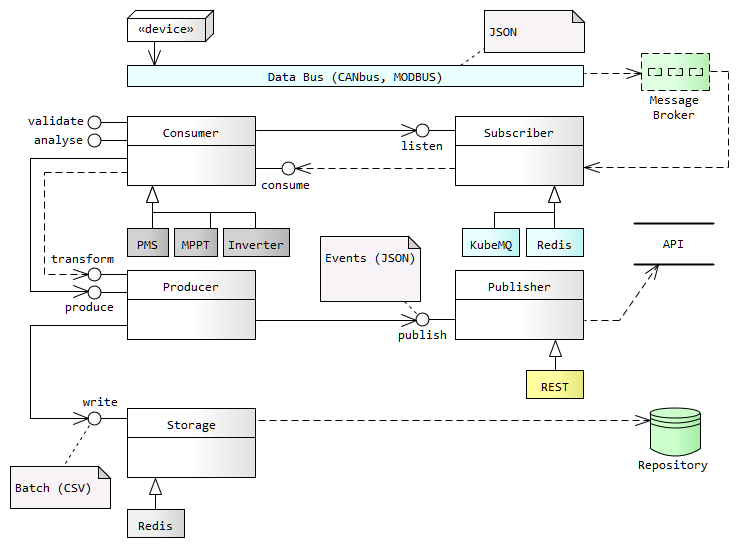 «device»
JSON
Data Bus (CANbus, MODBUS)
Message
Broker
validate
analyse
Consumer
listen
Subscriber
consume
PMS
MPPT
Inverter
KubeMQ
Redis
API
transform
produce
Producer
Events (JSON)
publish
Publisher
REST
write
Storage
Repository
Batch (CSV)
Redis